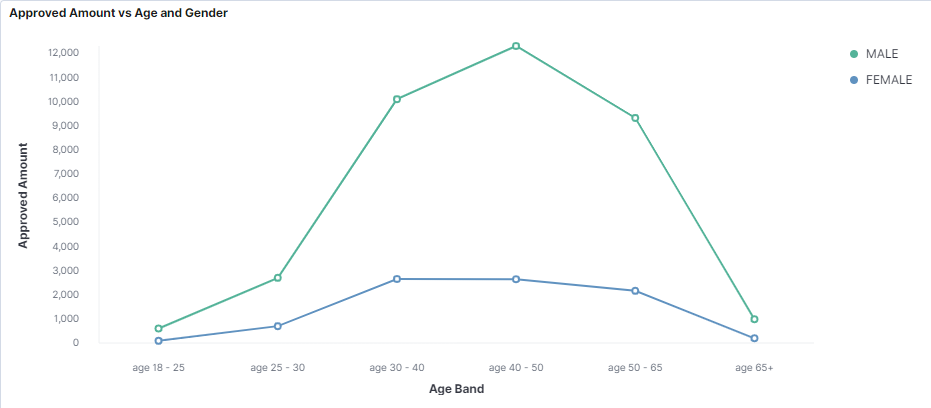 Approved Amount vs Age and Gender
12,000
11,000
10,000
9,000
8,000
7,000
6,000
5,000
4,000
3,000
2,000
1,000
0
Approved Amount
age 18 - 25
age 25 - 30
age 30 - 40
age 40 - 50
age 50 - 65
age 65+
Age Band
MALE
FEMALE